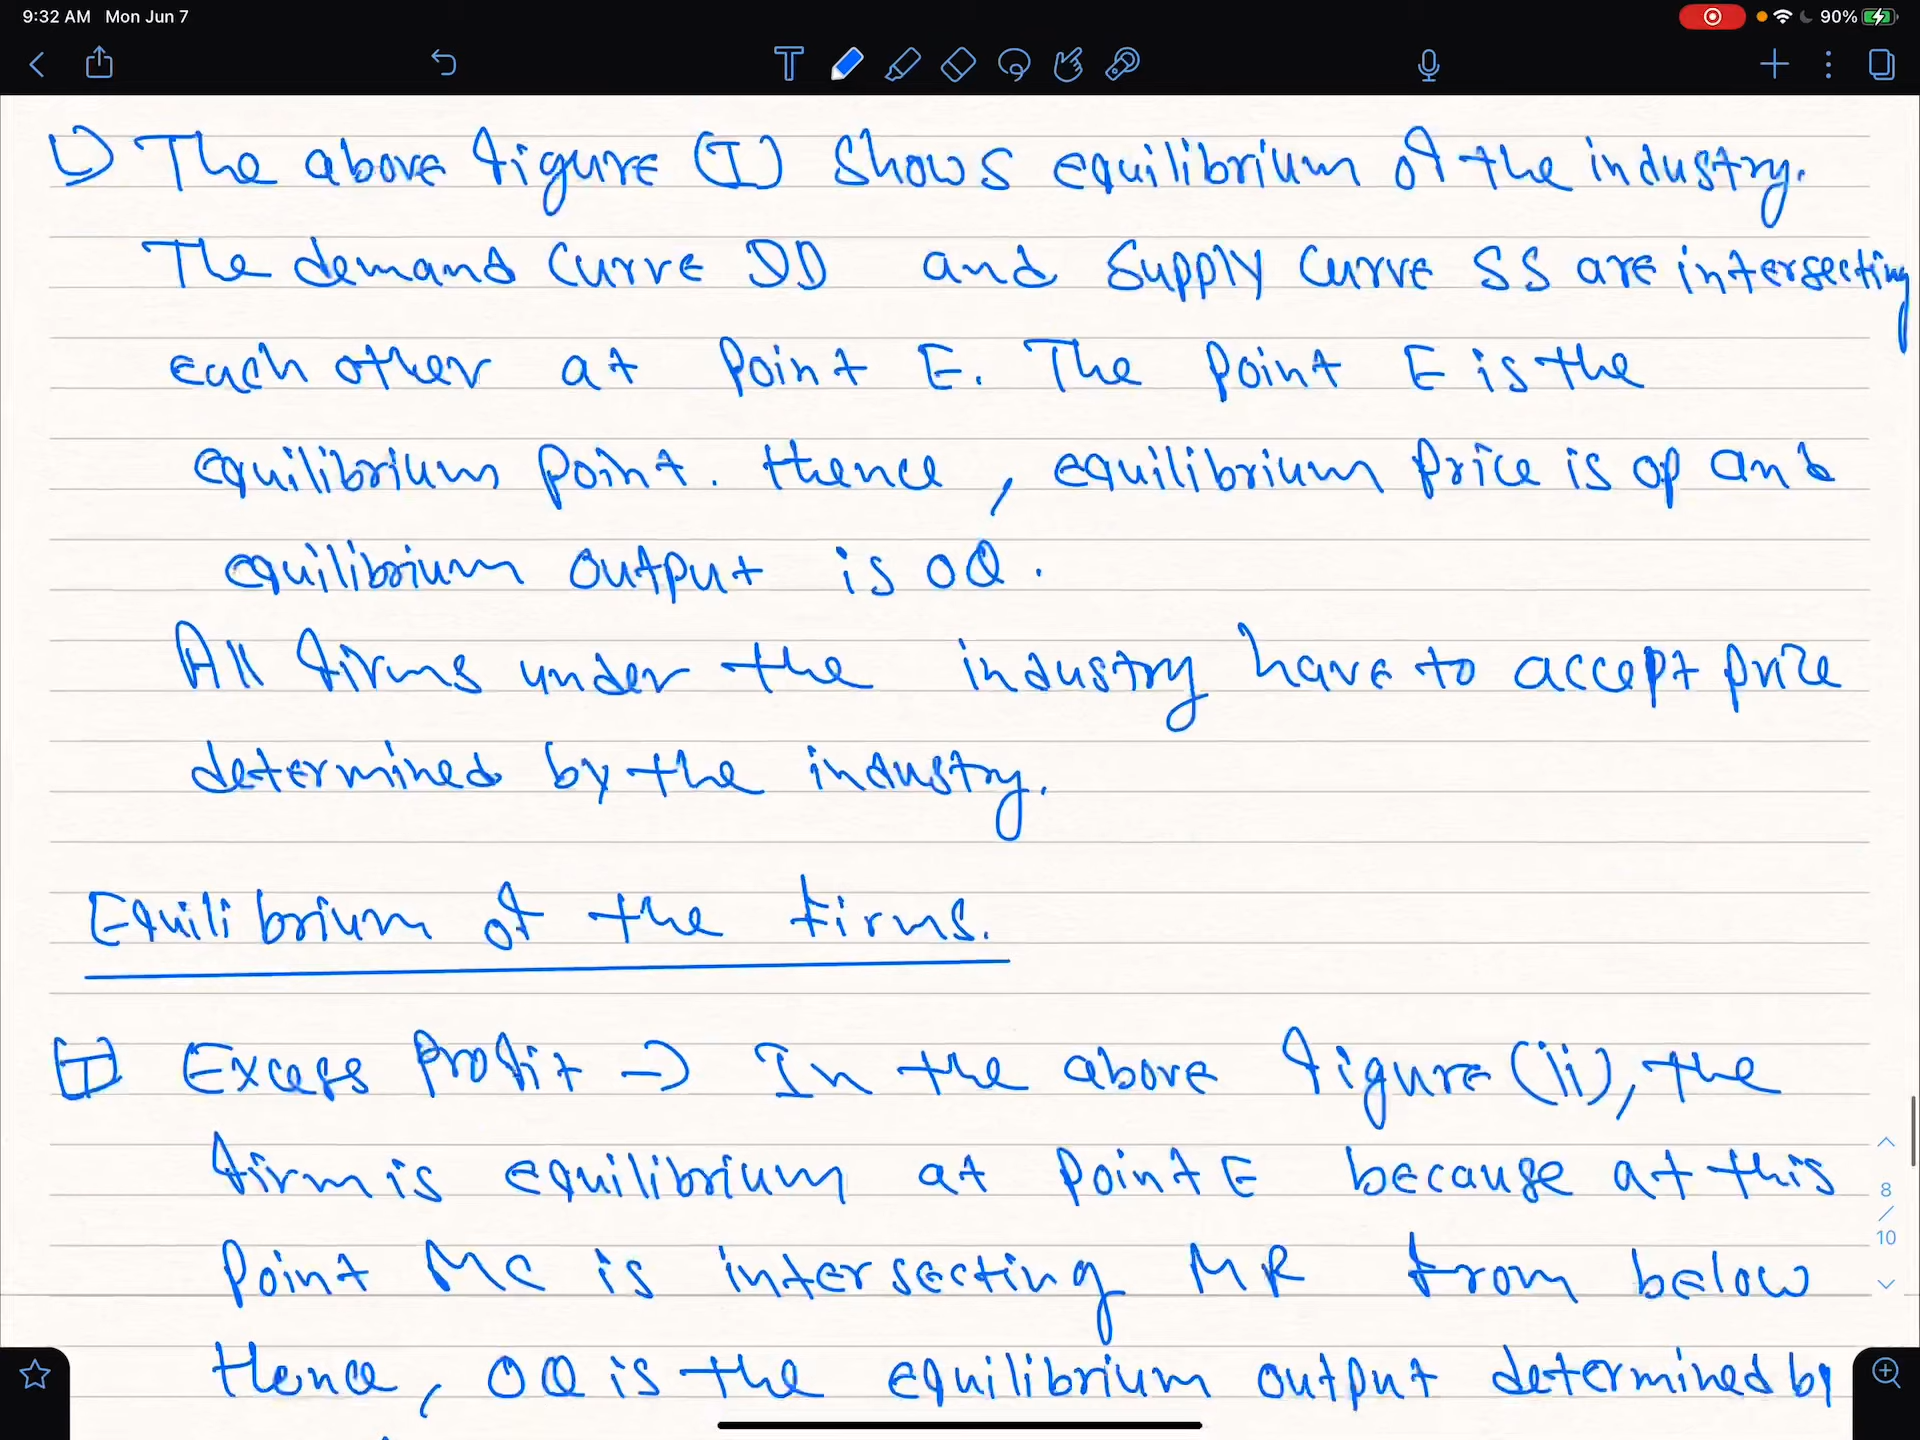 9:32 AM Mon Jun 7
90%
The above figure (I) shows equilibrium of the industry.
The demand curve DD and supply curve SS are intersecting
each other at point E. The point E is the
equilibrium point. Hence, equilibrium price is op and
equilibrium output is OQ.
All firms under the industry have to accept price
determined by the industry.
Equilibrium of the firms.
I Excess profit → In the above figure (ii), the
firm is equilibrium at point E because at this
point MC is intersecting MR from below
Hence, OQ is the equilibrium output determined by
8
/
10